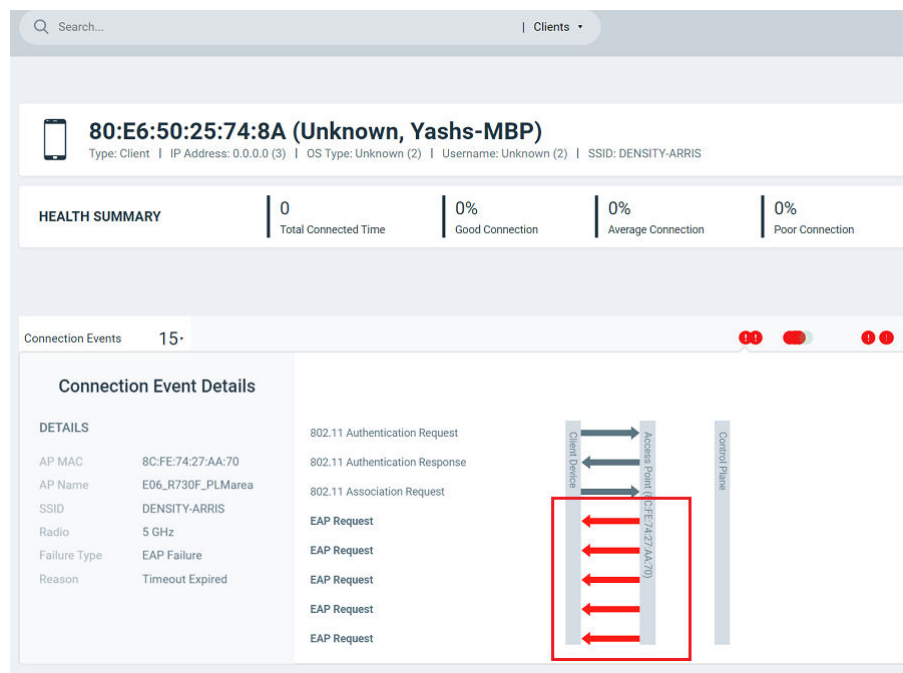 Search... | Clients
80:E6:50:25:74:8A (Unknown, Yashs-MBP)
Type: Client | IP Address: 0.0.0.0 (3) | OS Type: Unknown (2) | Username: Unknown (2) | SSID: DENSITY-ARRIS
HEALTH SUMMARY
0
Total Connected Time
0%
Good Connection
0%
Average Connection
0%
Poor Connection
Connection Events 15
Connection Event Details
DETAILS
AP MAC 8C:FE:74:27:AA:70
AP Name E06_R730F_PLMarea
SSID DENSITY-ARRIS
Radio 5 GHz
Failure Type EAP Failure
Reason Timeout Expired
802.11 Authentication Request
802.11 Authentication Response
802.11 Association Request
EAP Request
EAP Request
EAP Request
EAP Request
EAP Request
Client Device
Access Point (8C:FE:74:27:AA:70)
Control Plane